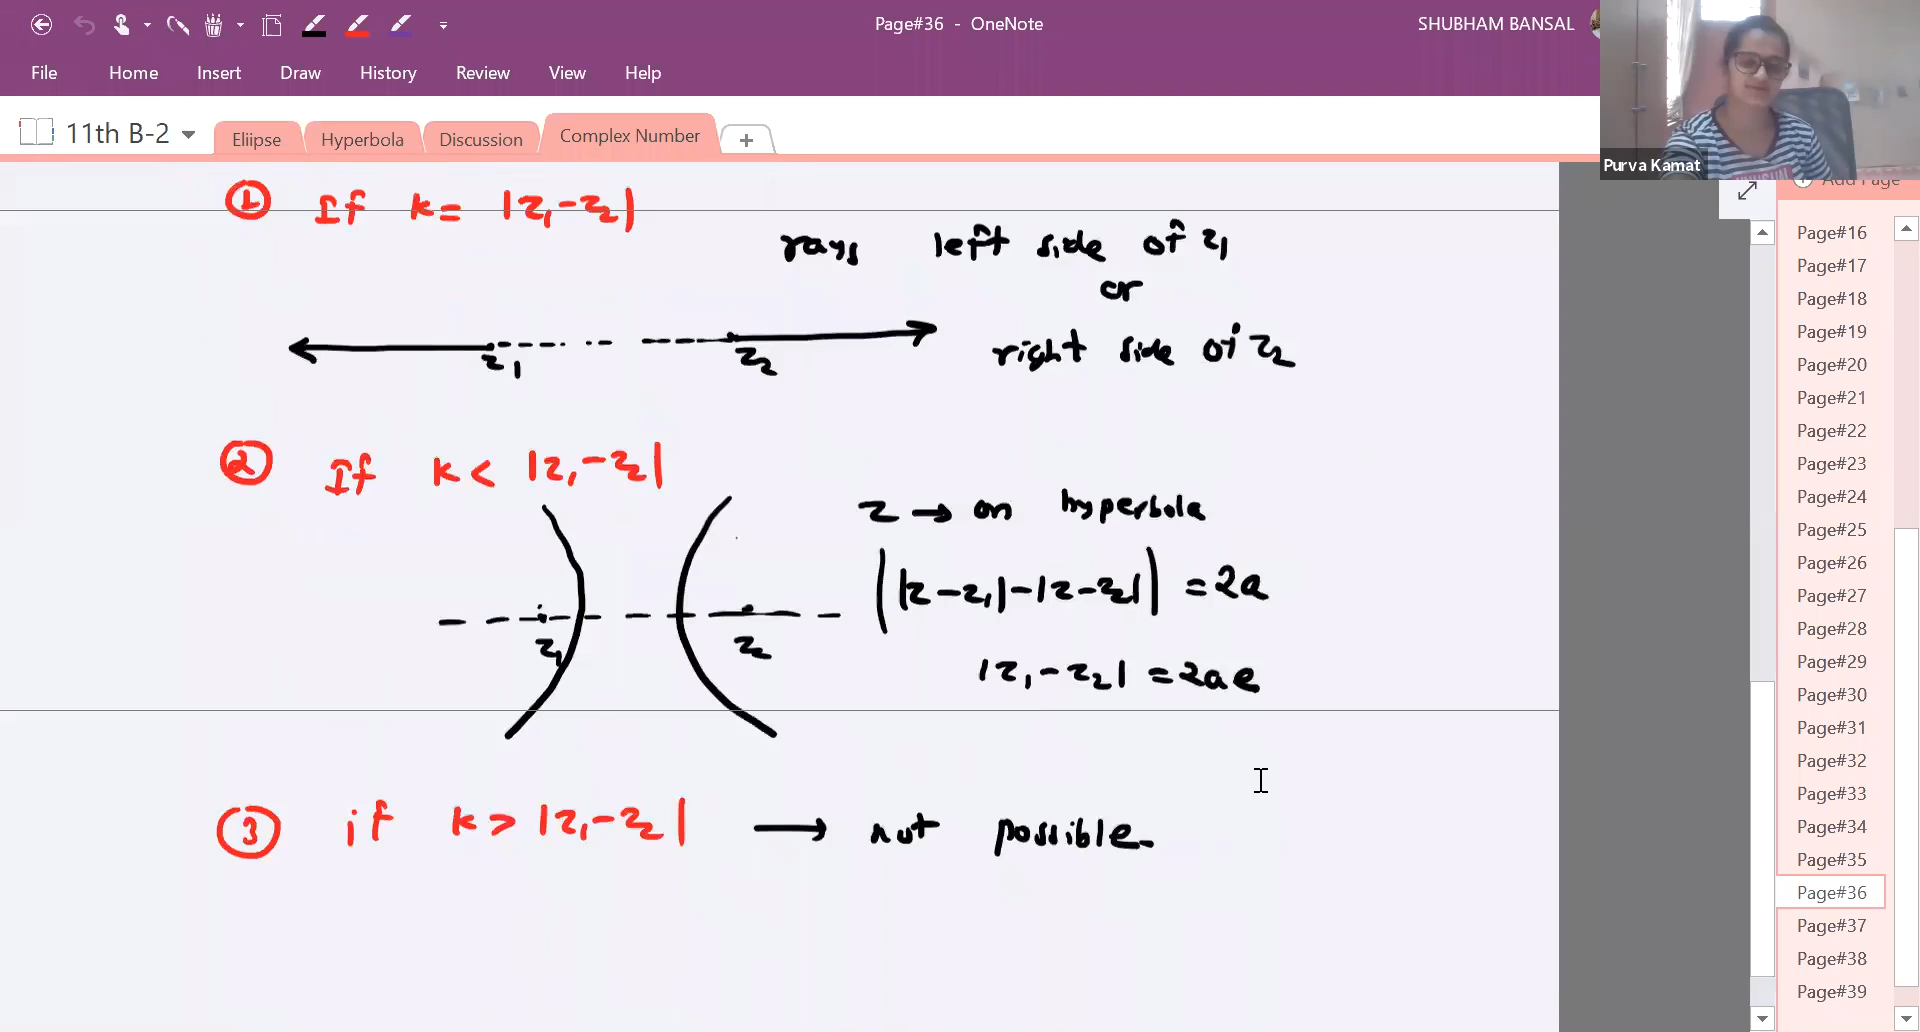 Page#36 - OneNote
SHUBHAM BANSAL
File Home Insert Draw History Review View Help
11th B-2
Eliipse Hyperbola Discussion Complex Number +
Purva Kamat
Add Page
① If k = |z₁-z₂|
rays left side of z₁
or
right side of z₂
z₁ z₂
② If k < |z₁-z₂|
z → on hyperbola
||z-z₁|-|z-z₂|| = 2a
z₁ z₂
|z₁-z₂| = 2ae
③ if k > |z₁-z₂| → not possible
Page#16
Page#17
Page#18
Page#19
Page#20
Page#21
Page#22
Page#23
Page#24
Page#25
Page#26
Page#27
Page#28
Page#29
Page#30
Page#31
Page#32
Page#33
Page#34
Page#35
Page#36
Page#37
Page#38
Page#39